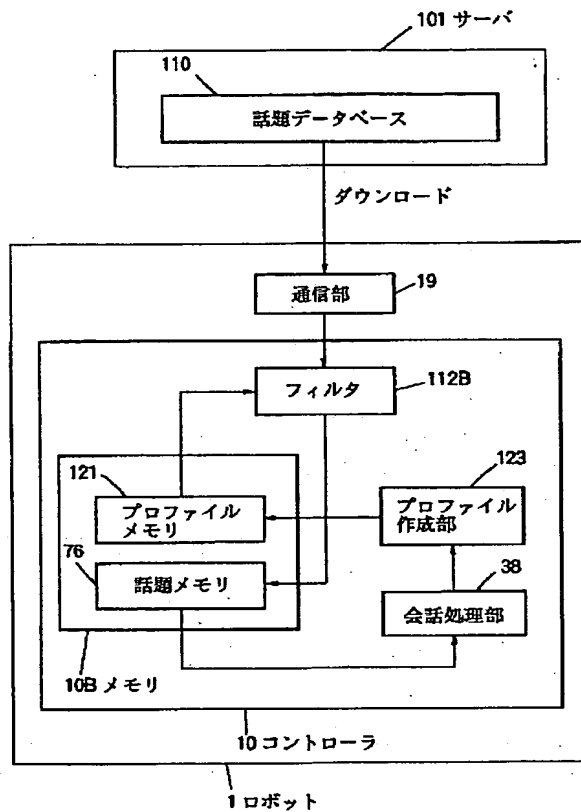 101 サーバ
110
話題データベース
ダウンロード
通信部
19
フィルタ
112B
121
プロファイル
メモリ
123
プロファイル
作成部
76
話題メモリ
38
会話処理部
10B メモリ
10 コントローラ
1 ロボット